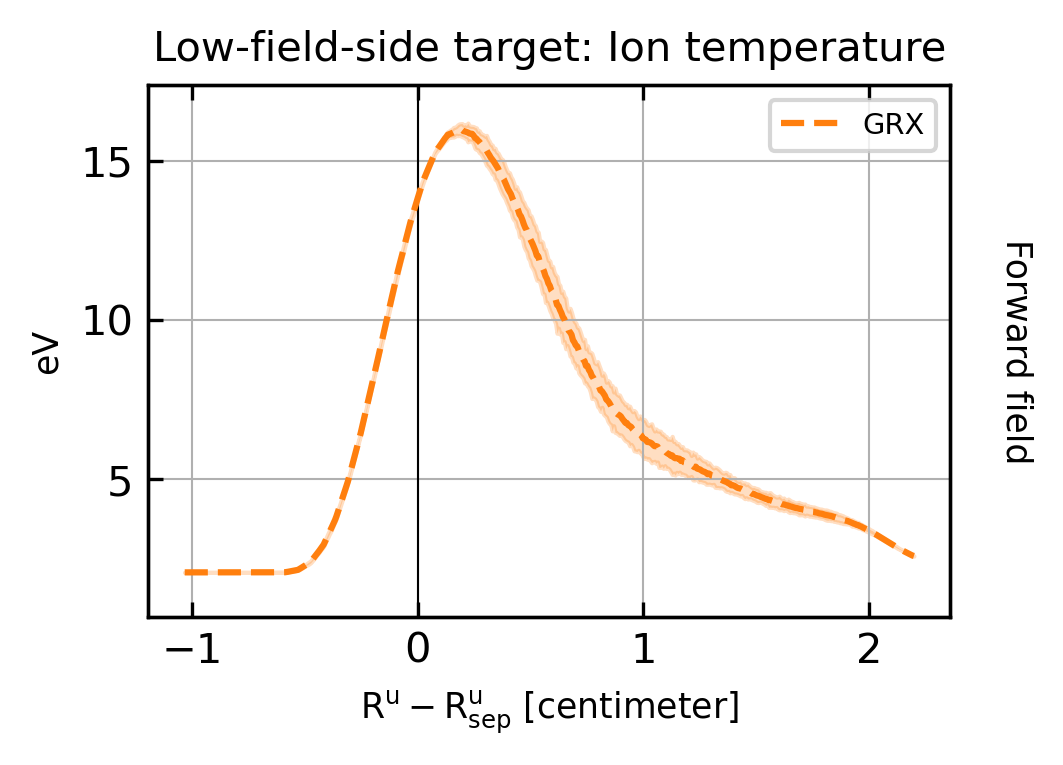 Low-field-side target: Ion temperature
GRX
15
10
5
eV
Forward field
−1
0
1
2
Rᵘ − Rᵘsep [centimeter]